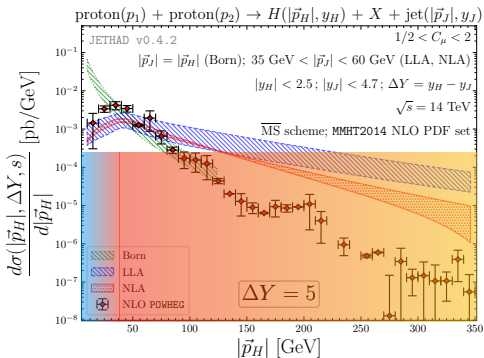 proton(p₁) + proton(p₂) → H(|p⃗_H|, y_H) + X + jet(|p⃗_J|, y_J)
JETHAD v0.4.2
1/2 < C_μ < 2
|p⃗_J| = |p⃗_H| (Born); 35 GeV < |p⃗_J| < 60 GeV (LLA, NLA)
|y_H| < 2.5; |y_J| < 4.7; ΔY = y_H − y_J
√s = 14 TeV
M̅S̅ scheme; MMHT2014 NLO PDF set
dσ(|p⃗_H|, ΔY, s)/d|p⃗_H| [pb/GeV]
10⁻¹
10⁻²
10⁻³
10⁻⁴
10⁻⁵
10⁻⁶
10⁻⁷
10⁻⁸
Born
LLA
NLA
NLO POWHEG
ΔY = 5
0 50 100 150 200 250 300 350
|p⃗_H| [GeV]